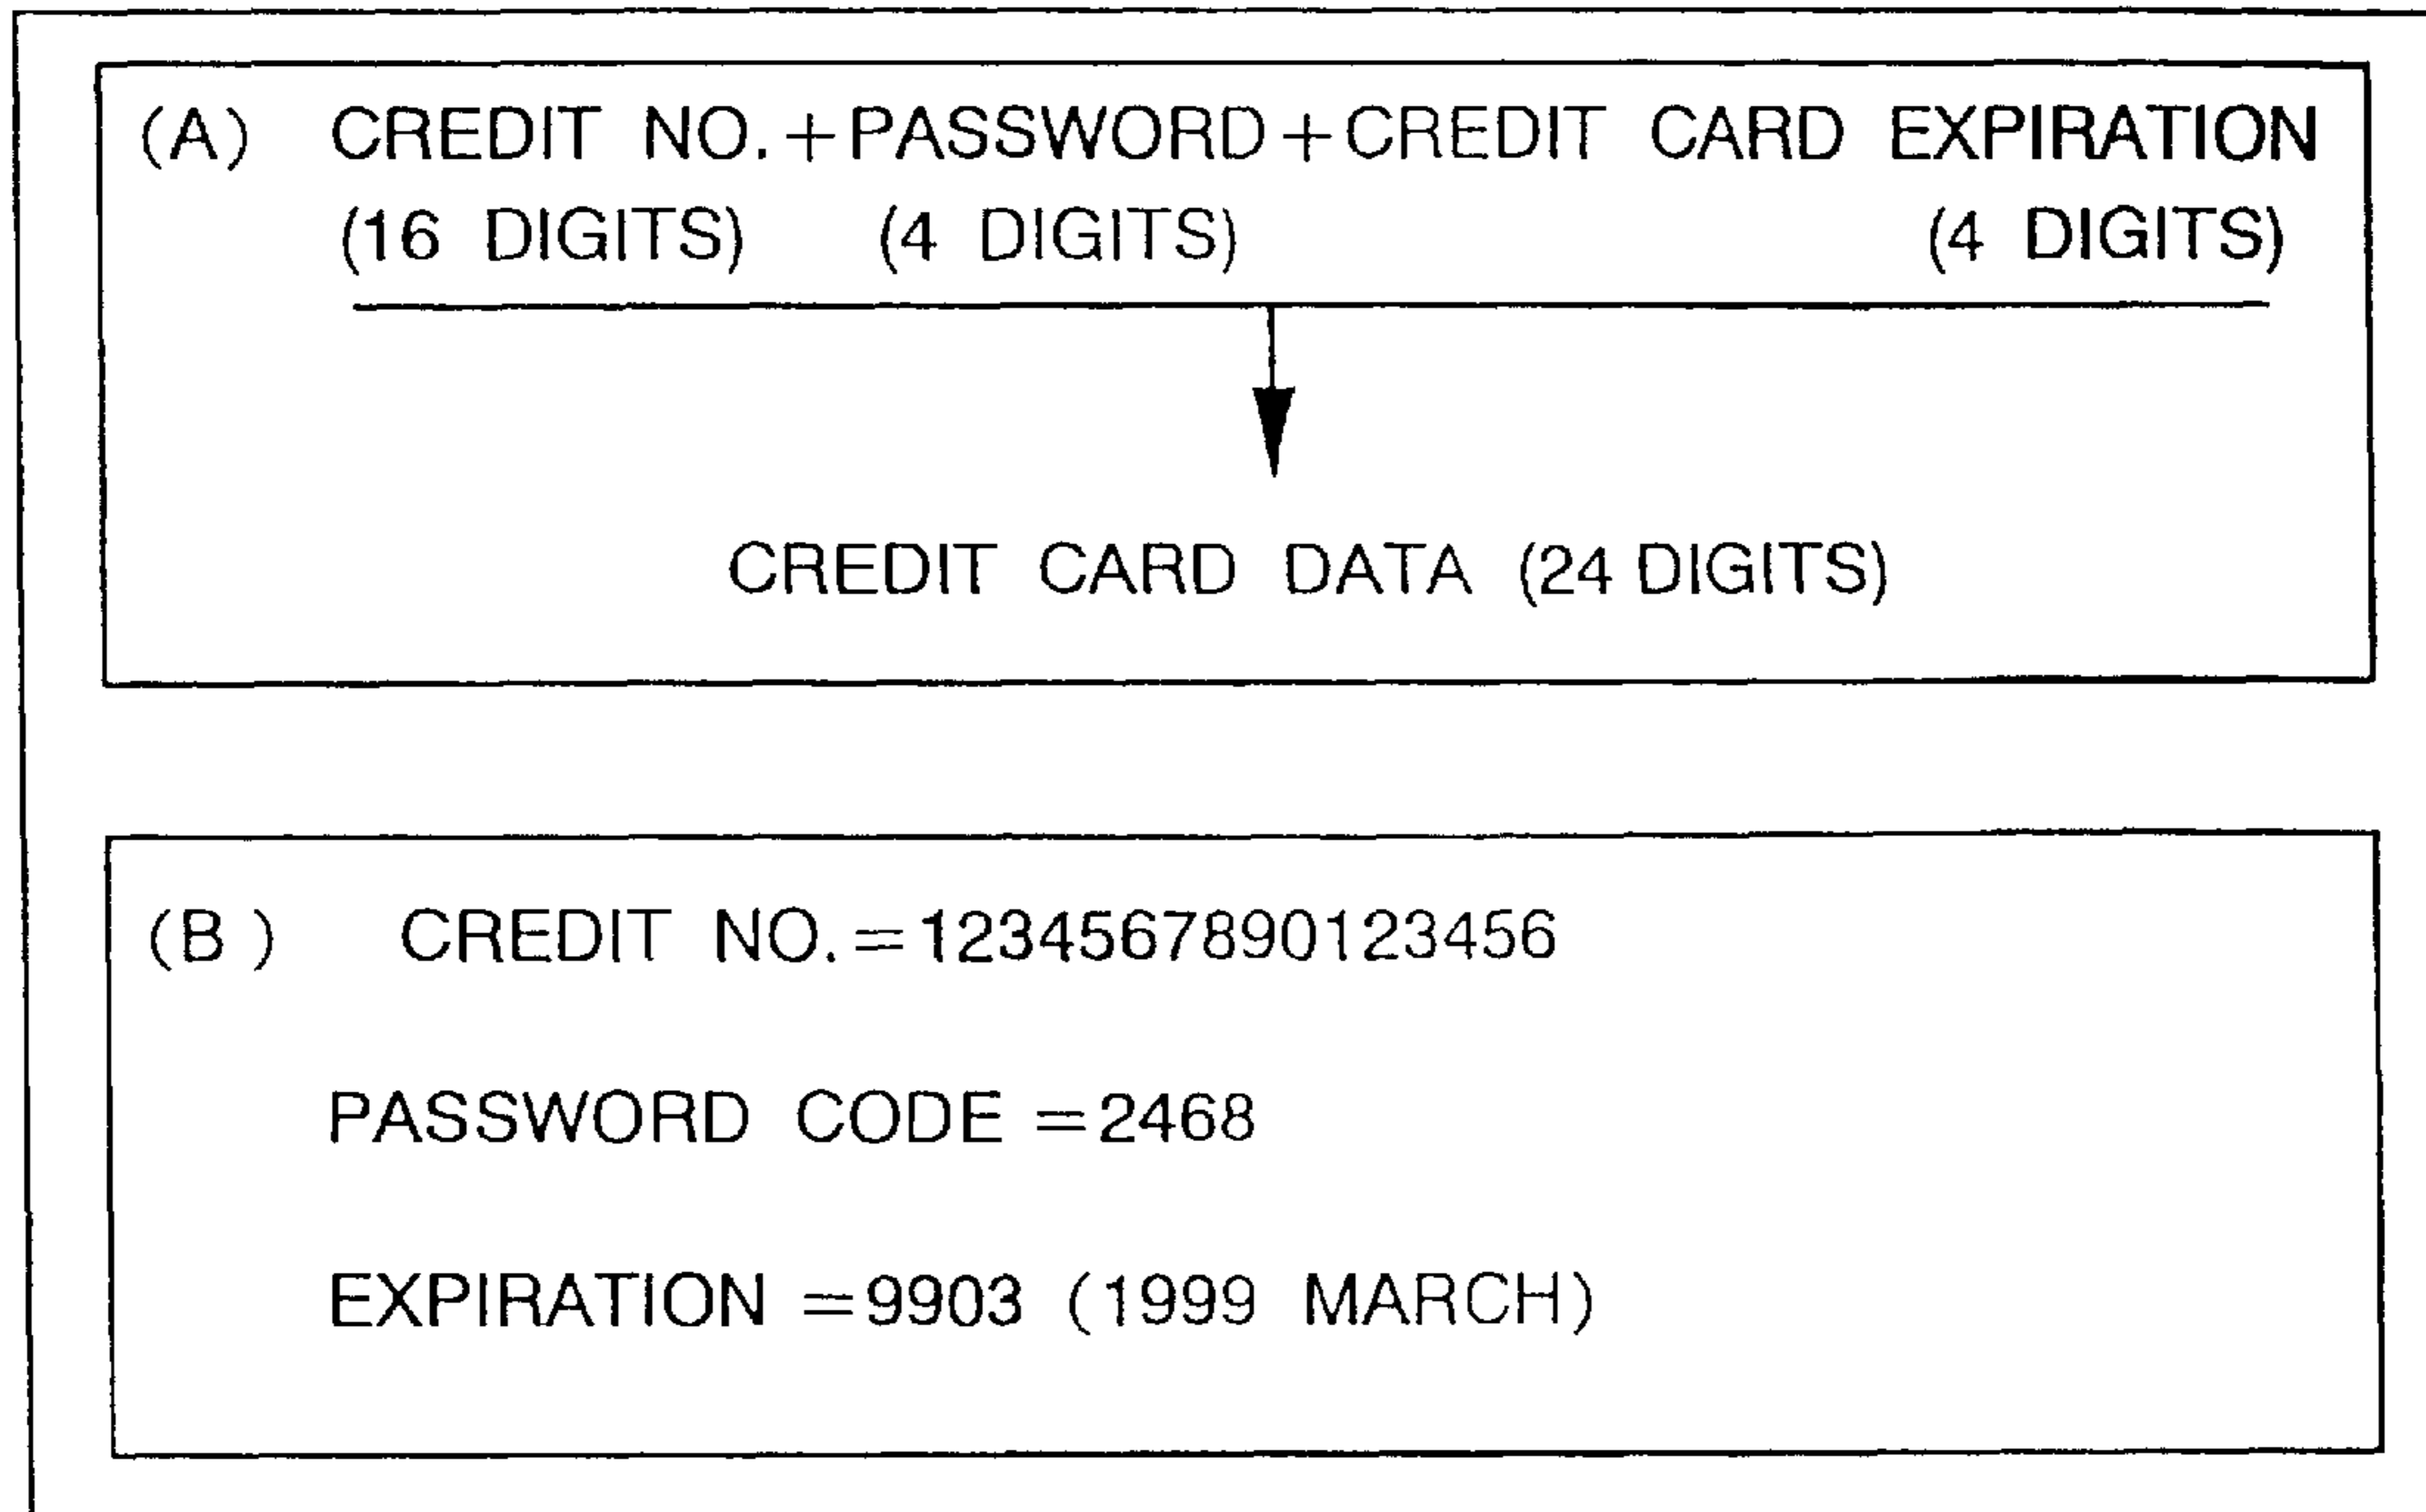 (A) CREDIT NO.+PASSWORD+CREDIT CARD EXPIRATION
(16 DIGITS) (4 DIGITS) (4 DIGITS)
CREDIT CARD DATA (24 DIGITS)
(B) CREDIT NO.=1234567890123456
PASSWORD CODE =2468
EXPIRATION =9903 (1999 MARCH)